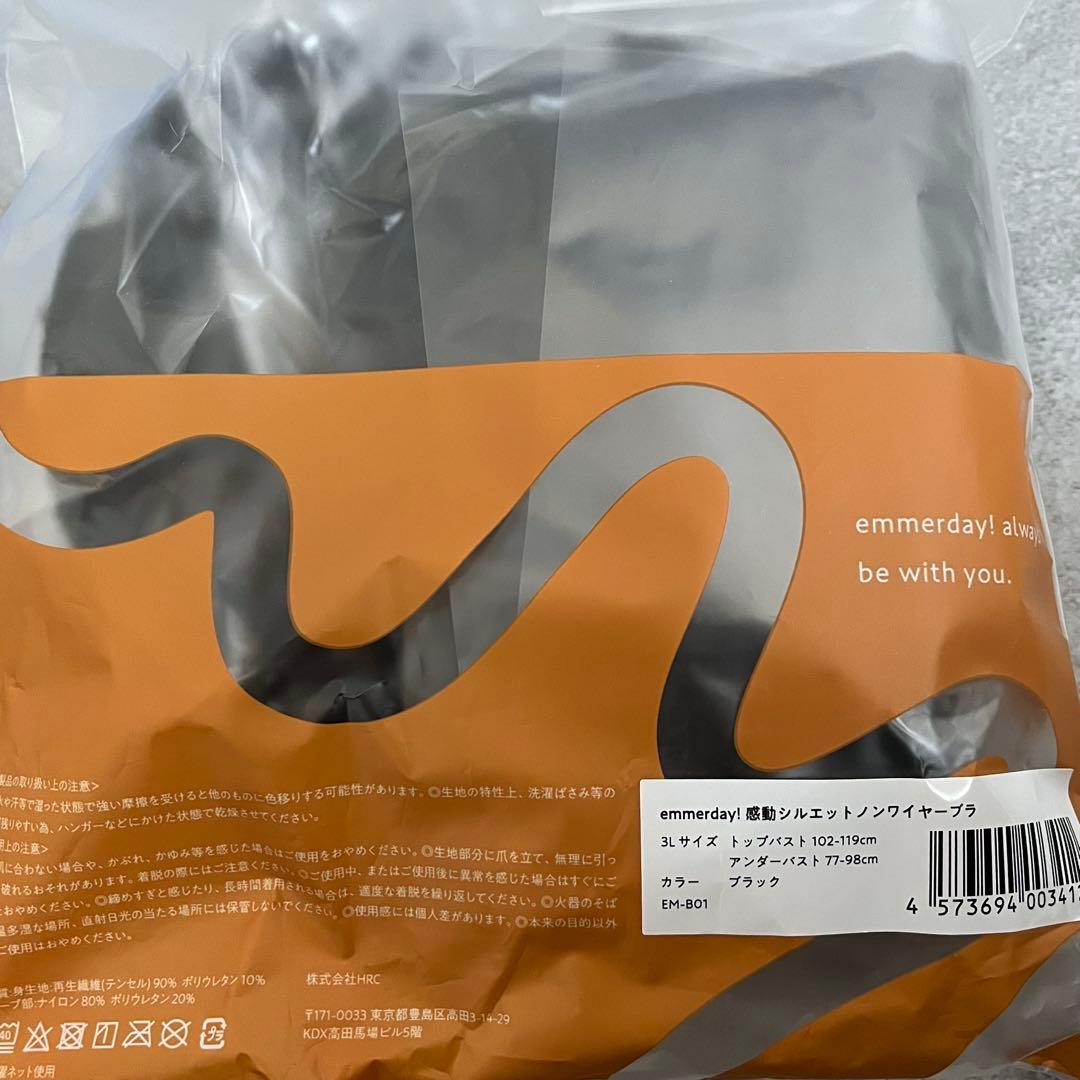 emmerday! always
be with you.
製品の取り扱い上の注意>
水や汗等で湿った状態で強い摩擦を受けると他のものに色移りする可能性があります。◎生地の特性上、洗濯ばさみ等の
残りやすい為、ハンガーなどにかけた状態で乾燥させてください。
用上の注意>
肌に合わない場合や、かぶれ、かゆみ等を感じた場合はご使用をおやめください。◎生地部分に爪を立て、無理に引っ
破れるおそれがあります。着脱の際にはご注意ください。◎ご使用中、またはご使用後に異常を感じた場合はすぐにご
おやめください。◎締めすぎと感じたり、長時間着用される場合は、適度な着脱を繰り返してください。◎火器のそば
温多湿な場所、直射日光の当たる場所には保管しないでください。◎使用感には個人差があります。◎本来の目的以外
ご使用はおやめください。
質:身生地:再生繊維(テンセル)90% ポリウレタン10%
ープ部:ナイロン80% ポリウレタン20%
40
プラ
濯ネット使用
株式会社HRC
〒171-0033 東京都豊島区高田3-14-29
KDX高田馬場ビル5階
emmerday! 感動シルエットノンワイヤーブラ
3Lサイズ トップバスト102-119cm
アンダーバスト77-98cm
カラー ブラック
EM-B01
4 573694 00341